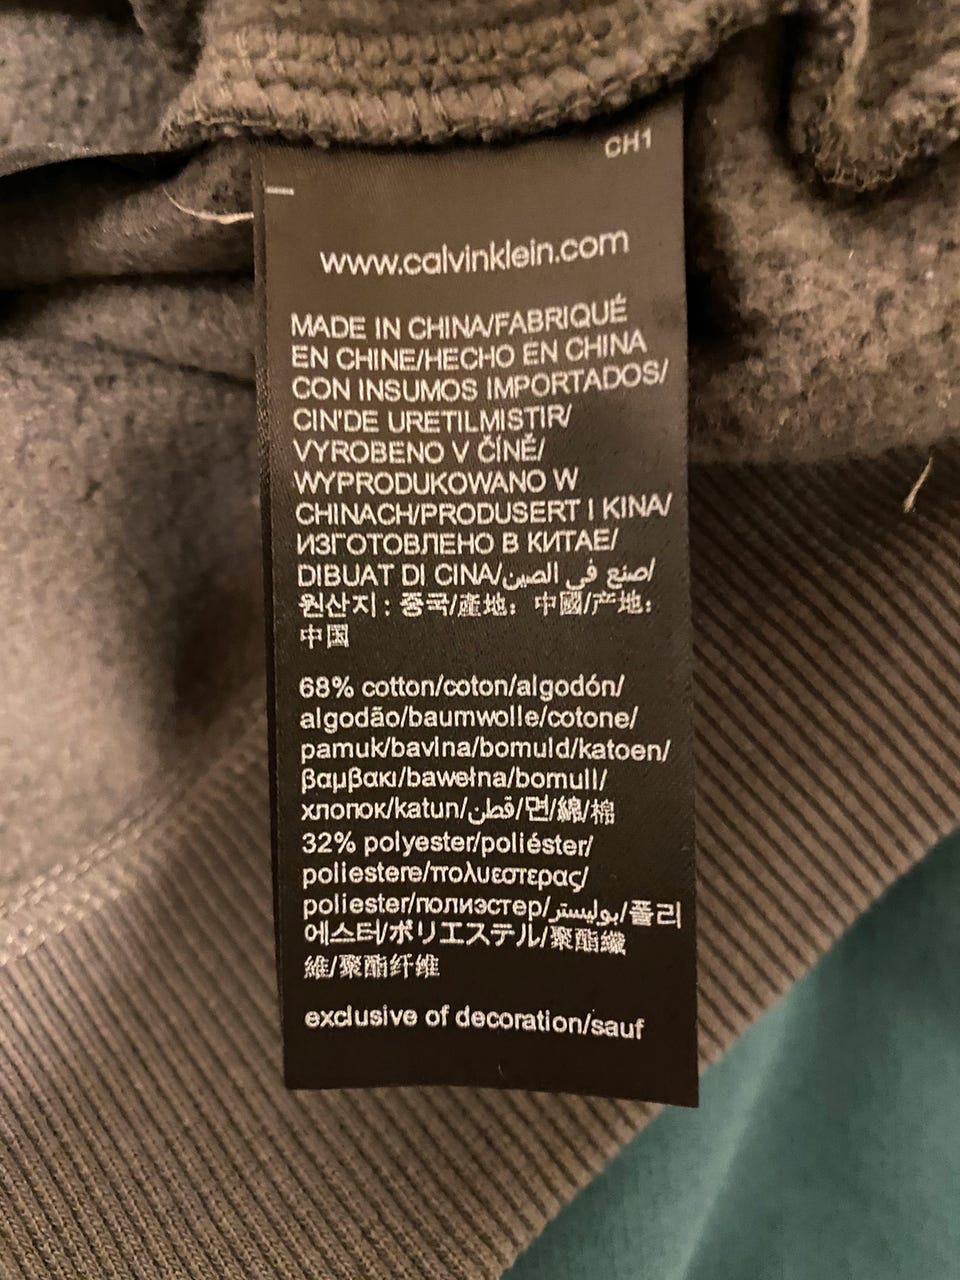 CH1
www.calvinklein.com
MADE IN CHINA/FABRIQUÉ
EN CHINE/HECHO EN CHINA
CON INSUMOS IMPORTADOS/
CIN'DE URETILMISTIR/
VYROBENO V ČÍNĚ/
WYPRODUKOWANO W
CHINACH/PRODUSERT I KINA/
ИЗГОТОВЛЕНО В КИТАЕ/
DIBUAT DI CINA/صنع في الصين/
원산지: 중국/產地: 中國/产地:
中国
68% cotton/coton/algodón/
algodão/baumwolle/cotone/
pamuk/bavlna/bomuld/katoen/
βαμβακι/bawełna/bomull/
хлопок/katun/قطن/면/綿/棉
32% polyester/poliéster/
poliestere/πολυεστερας/
poliester/полиэстер/بوليستر/폴리
에스터/ポリエステル/聚酯纖
維/聚酯纤维
exclusive of decoration/sauf